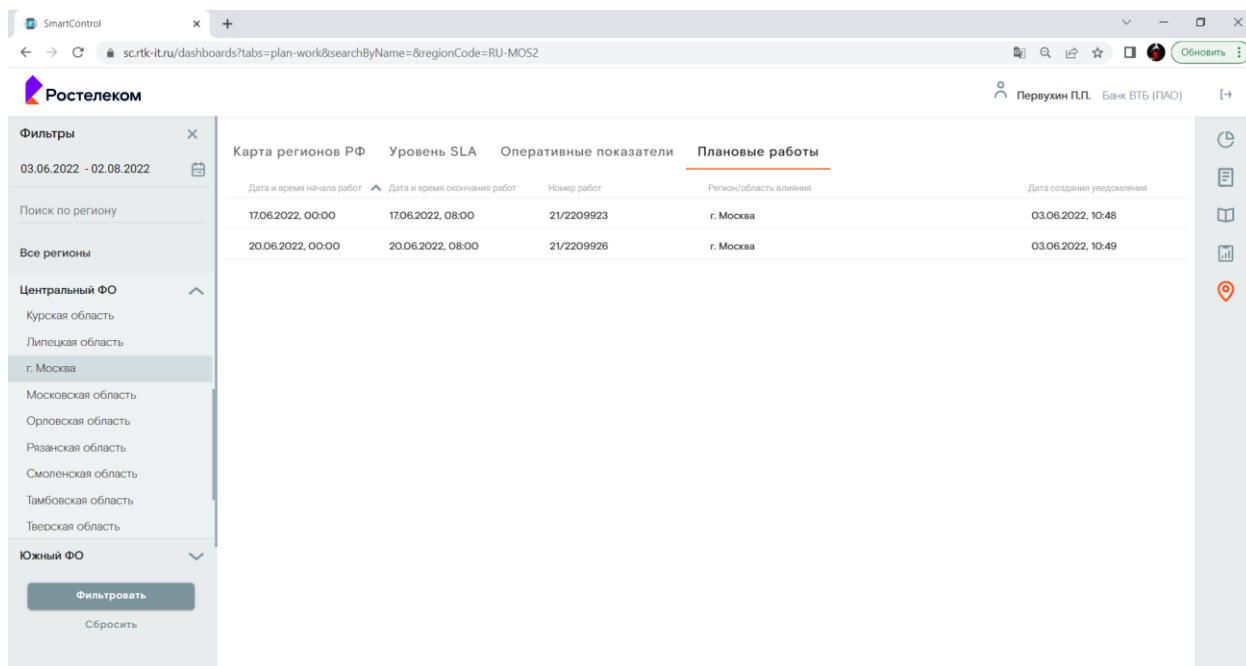 SmartControl
sc.rtk-it.ru/dashboards?tabs=plan-work&searchByName=&regionCode=RU-MOS2
Обновить
Ростелеком
Первухин П.П. Банк ВТБ (ПАО)
Фильтры
03.06.2022 - 02.08.2022
Поиск по региону
Все регионы
Центральный ФО
Курская область
Липецкая область
г. Москва
Московская область
Орловская область
Рязанская область
Смоленская область
Тамбовская область
Тверская область
Южный ФО
Фильтровать
Сбросить
Карта регионов РФ Уровень SLA Оперативные показатели Плановые работы
Дата и время начала работ Дата и время окончания работ Номер работ Регион/область влияния Дата создания уведомления
17.06.2022, 00:00 17.06.2022, 08:00 21/2209923 г. Москва 03.06.2022, 10:48
20.06.2022, 00:00 20.06.2022, 08:00 21/2209926 г. Москва 03.06.2022, 10:49